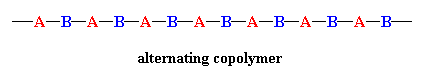 —A—B—A—B—A—B—A—B—A—B—A—B—A—B—
alternating copolymer